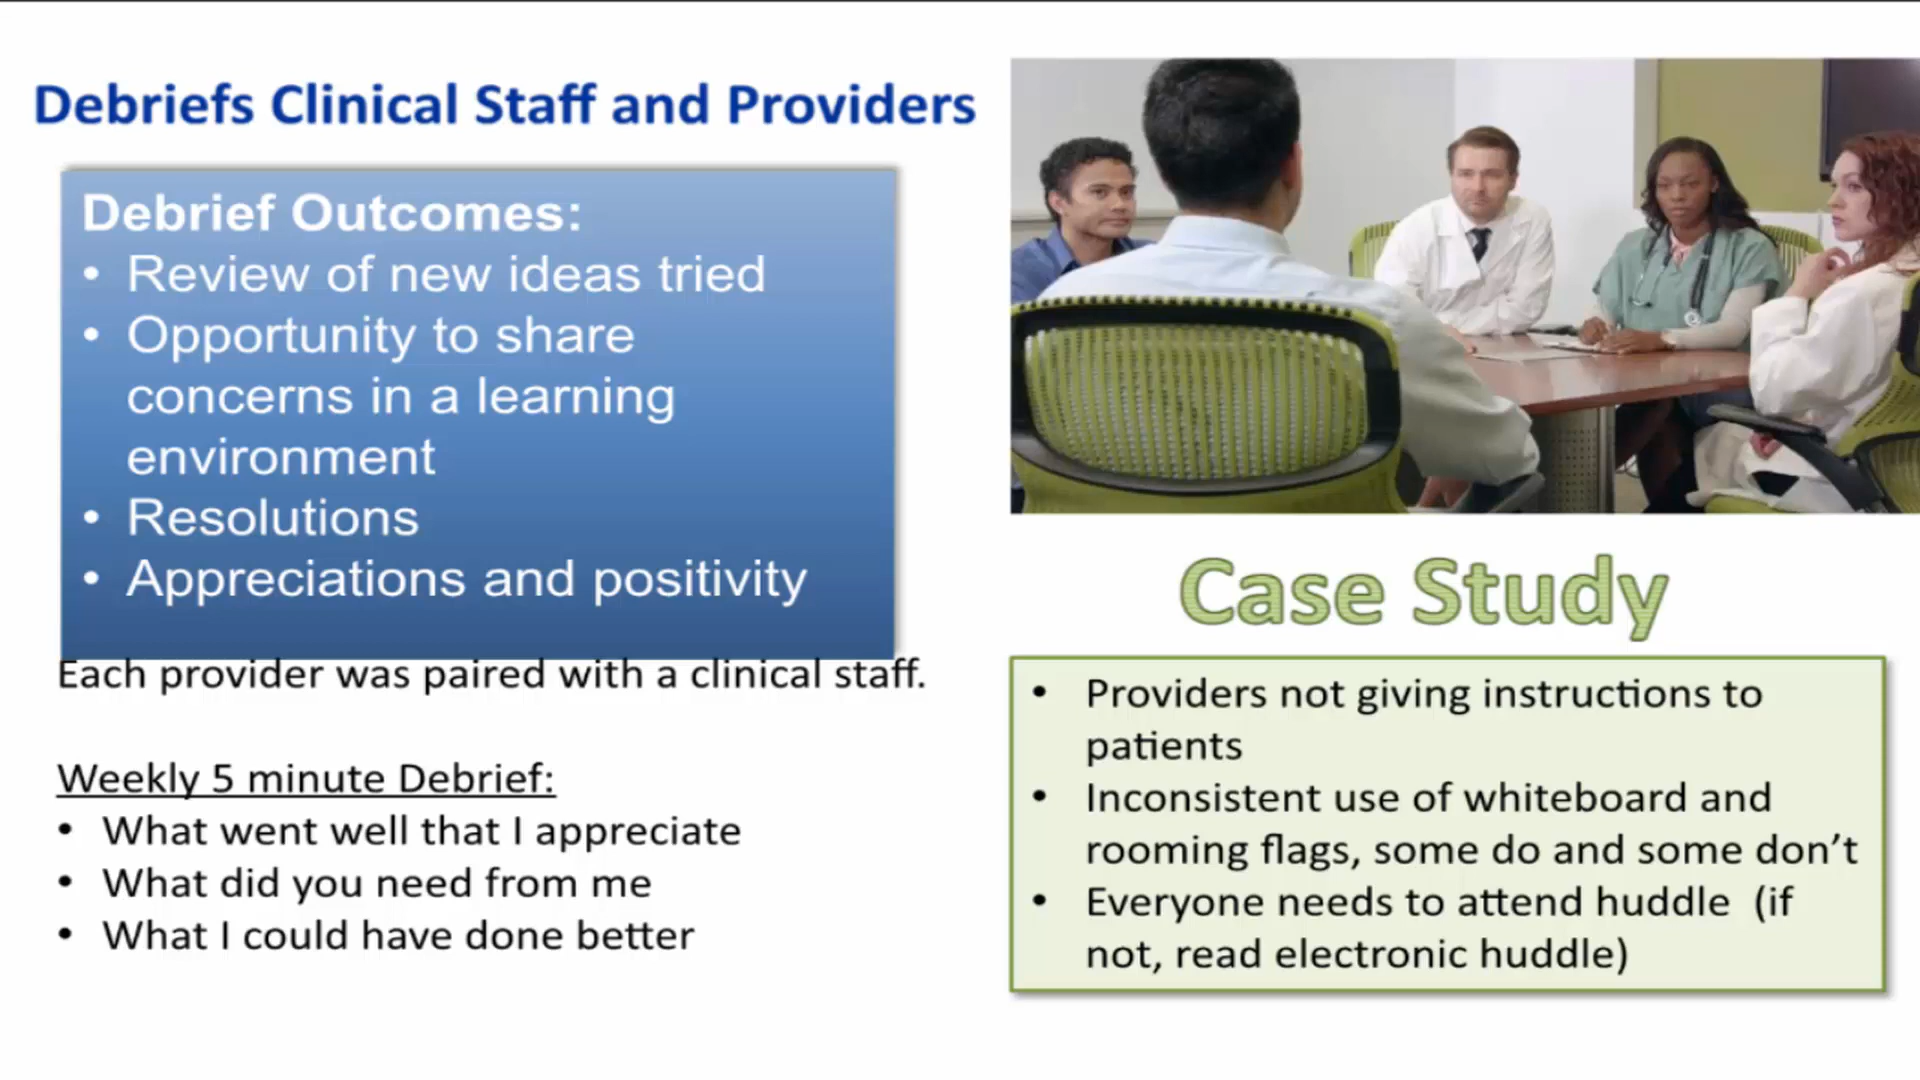 Debriefs Clinical Staff and Providers
Debrief Outcomes:
• Review of new ideas tried
• Opportunity to share
concerns in a learning
environment
• Resolutions
• Appreciations and positivity
Each provider was paired with a clinical staff.
Weekly 5 minute Debrief:
• What went well that I appreciate
• What did you need from me
• What I could have done better
Case Study
• Providers not giving instructions to
patients
• Inconsistent use of whiteboard and
rooming flags, some do and some don’t
• Everyone needs to attend huddle  (if
not, read electronic huddle)